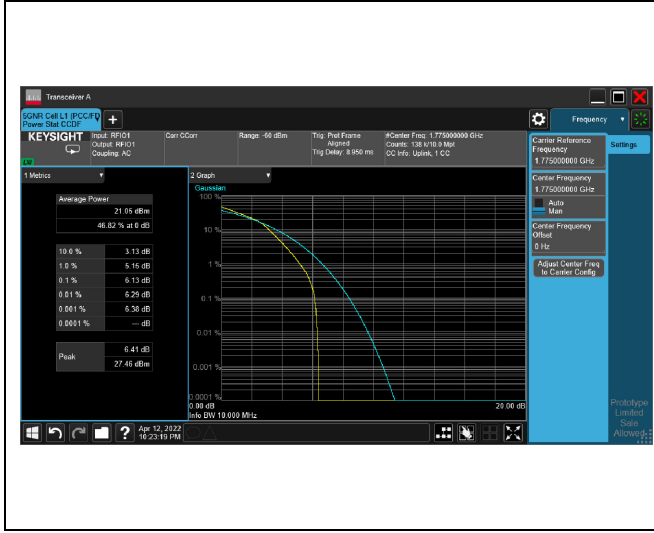 Transceiver A
5GNR Cell L1 (PCC/FD
Power Stat CCDF
Frequency
KEYSIGHT
Input: RFIO1
Output: RFIO1
Coupling: AC
Corr CCorr
Range: -60 dBm
Trig: Prot Frame
Aligned
Trig Delay: 8.950 ms
#Center Freq: 1.775000000 GHz
Counts: 138 k/10.0 Mpt
CC Info: Uplink, 1 CC
1 Metrics
Average Power
21.05 dBm
46.82 % at 0 dB
10.0 % 3.13 dB
1.0 % 5.16 dB
0.1 % 6.13 dB
0.01 % 6.29 dB
0.001 % 6.38 dB
0.0001 % --- dB
Peak
6.41 dB
27.46 dBm
2 Graph
Gaussian
100 %
10 %
1 %
0.1 %
0.01 %
0.001 %
0.0001 %
0.00 dB
20.00 dB
Info BW 10.000 MHz
Carrier Reference
Frequency
1.775000000 GHz
Center Frequency
1.775000000 GHz
Auto
Man
Center Frequency
Offset
0 Hz
Adjust Center Freq
to Carrier Config
Settings
Prototype
Limited
Sale
Allowed
?
Apr 12, 2022
10:23:19 PM